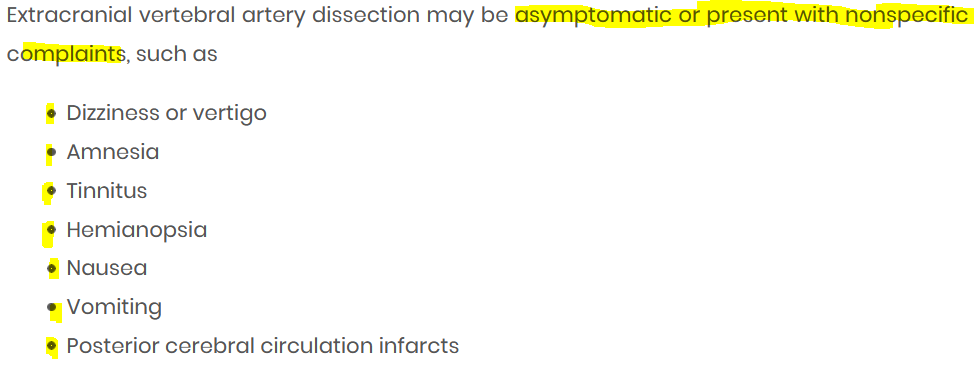 Extracranial vertebral artery dissection may be asymptomatic or present with nonspecific
complaints, such as
Dizziness or vertigo
Amnesia
Tinnitus
Hemianopsia
Nausea
Vomiting
Posterior cerebral circulation infarcts